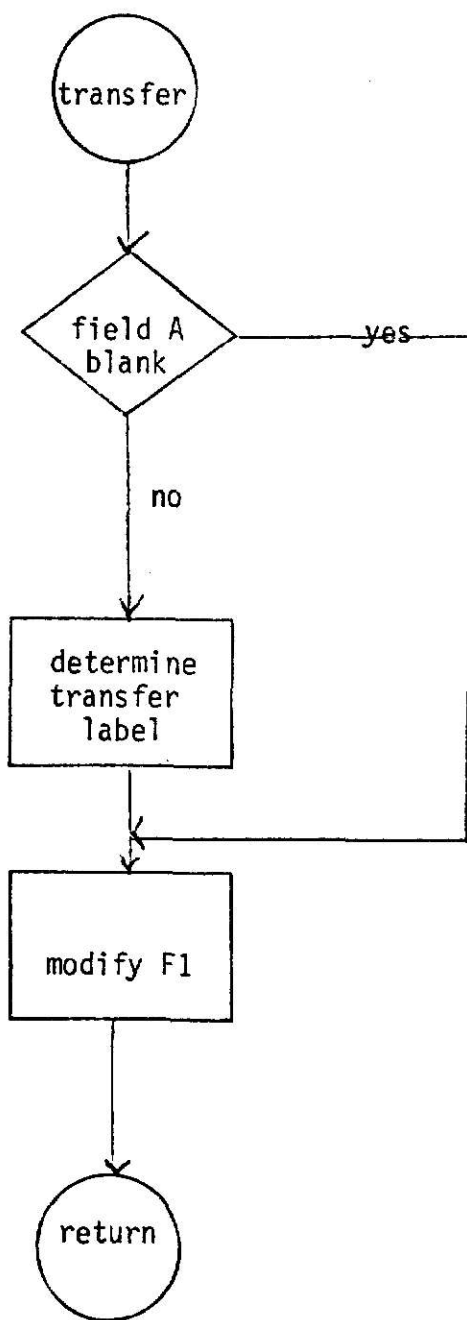 transfer
field A
blank
yes
no
determine
transfer
label
modify F1
return